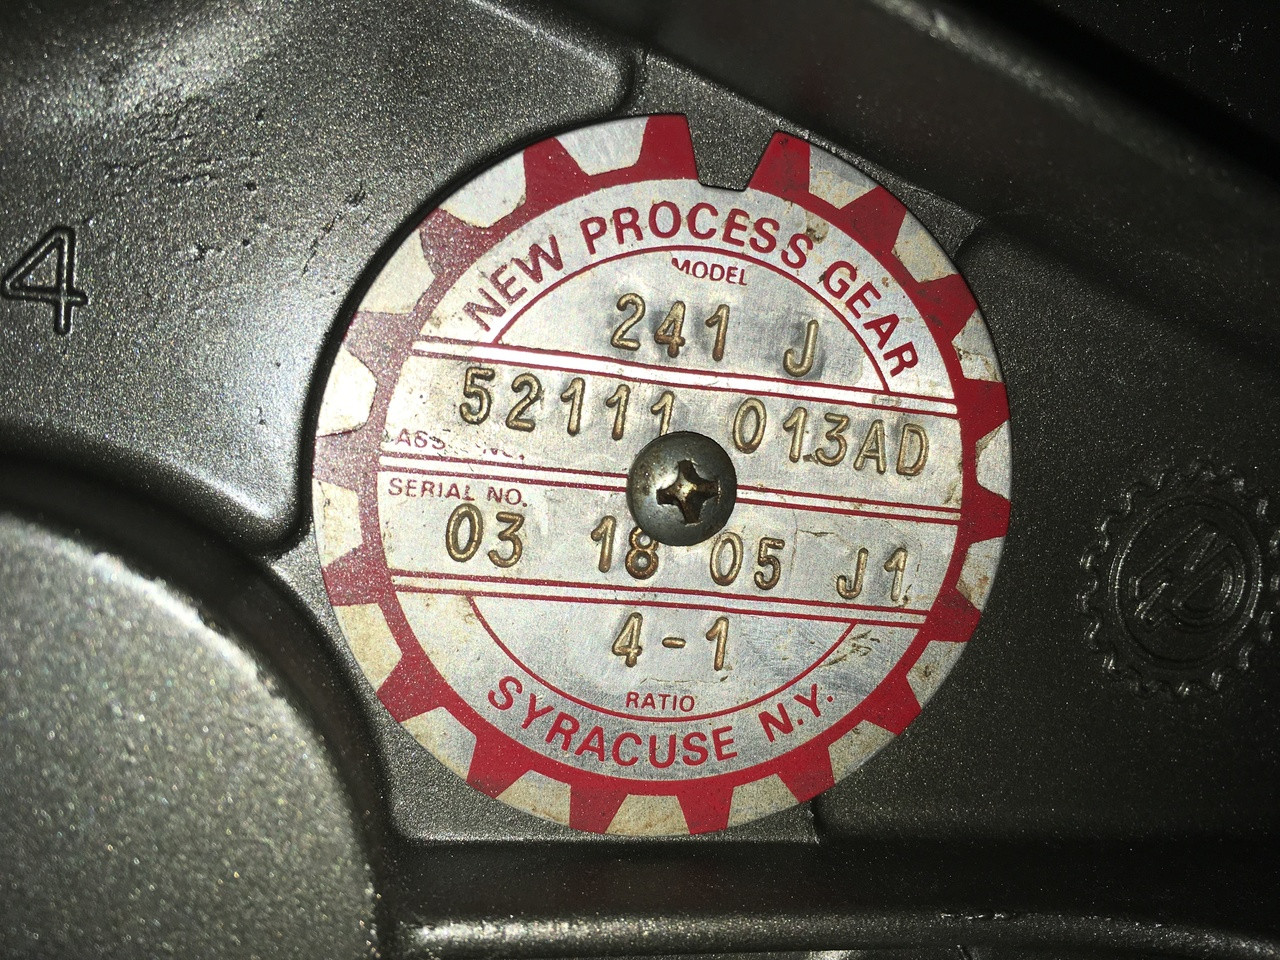 4
NEW PROCESS GEAR
MODEL
241 J
52111 013AD
SERIAL NO.
03 18 05 J1
4-1
RATIO
SYRACUSE N.Y.